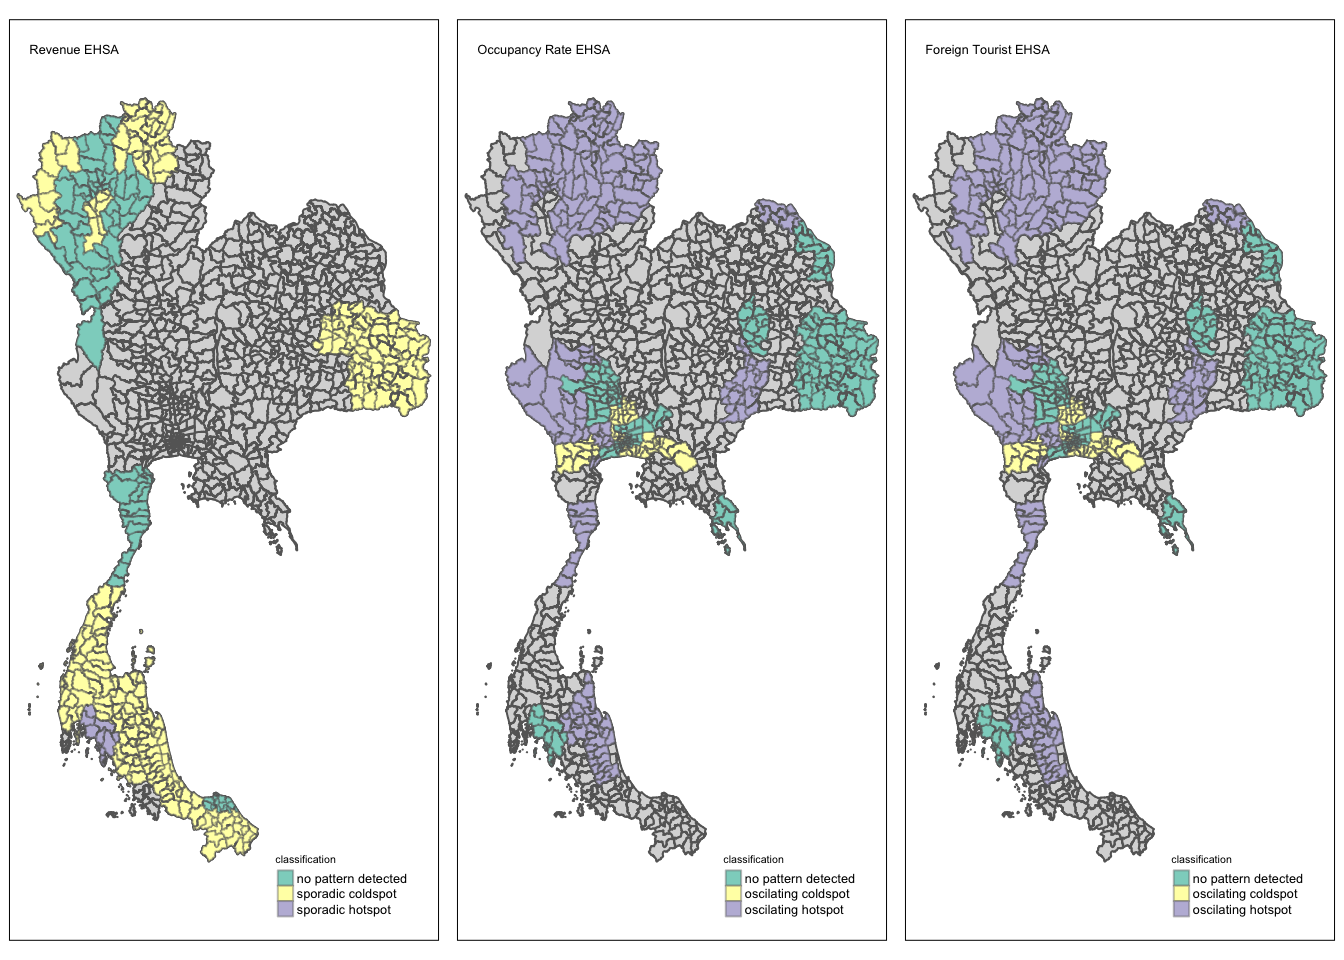 Revenue EHSA
classification
no pattern detected
sporadic coldspot
sporadic hotspot
Occupancy Rate EHSA
classification
no pattern detected
oscilating coldspot
oscilating hotspot
Foreign Tourist EHSA
classification
no pattern detected
oscilating coldspot
oscilating hotspot